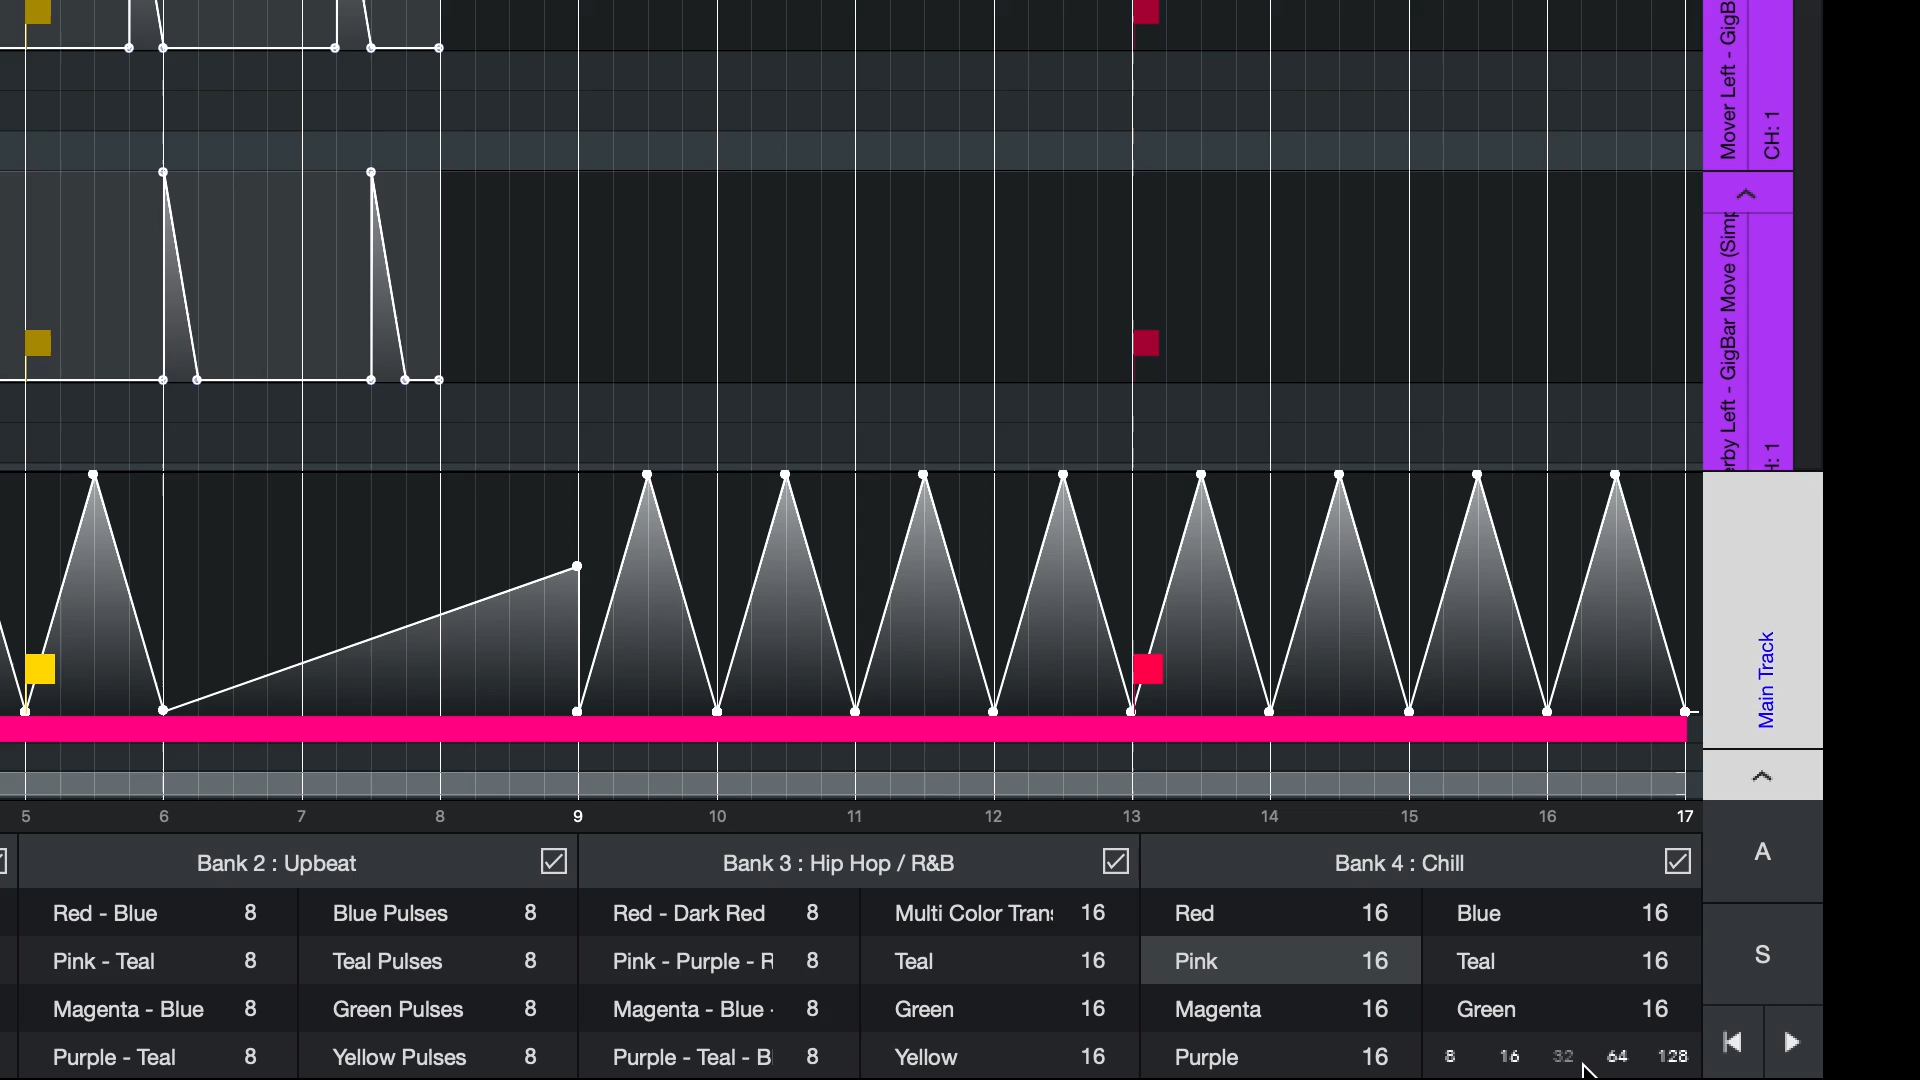 Mover Left - GigB
CH: 1
erby Left - GigBar Move (Simp
H: 1
Main Track
5 6 7 8 9 10 11 12 13 14 15 16 17
Bank 2 : Upbeat
Bank 3 : Hip Hop / R&B
Bank 4 : Chill
A
Red - Blue 8 Blue Pulses 8 Red - Dark Red 8 Multi Color Trans 16 Red 16 Blue 16
Pink - Teal 8 Teal Pulses 8 Pink - Purple - R 8 Teal 16 Pink 16 Teal 16
S
Magenta - Blue 8 Green Pulses 8 Magenta - Blue - 8 Green 16 Magenta 16 Green 16
Purple - Teal 8 Yellow Pulses 8 Purple - Teal - B 8 Yellow 16 Purple 16 8 16 32 64 128